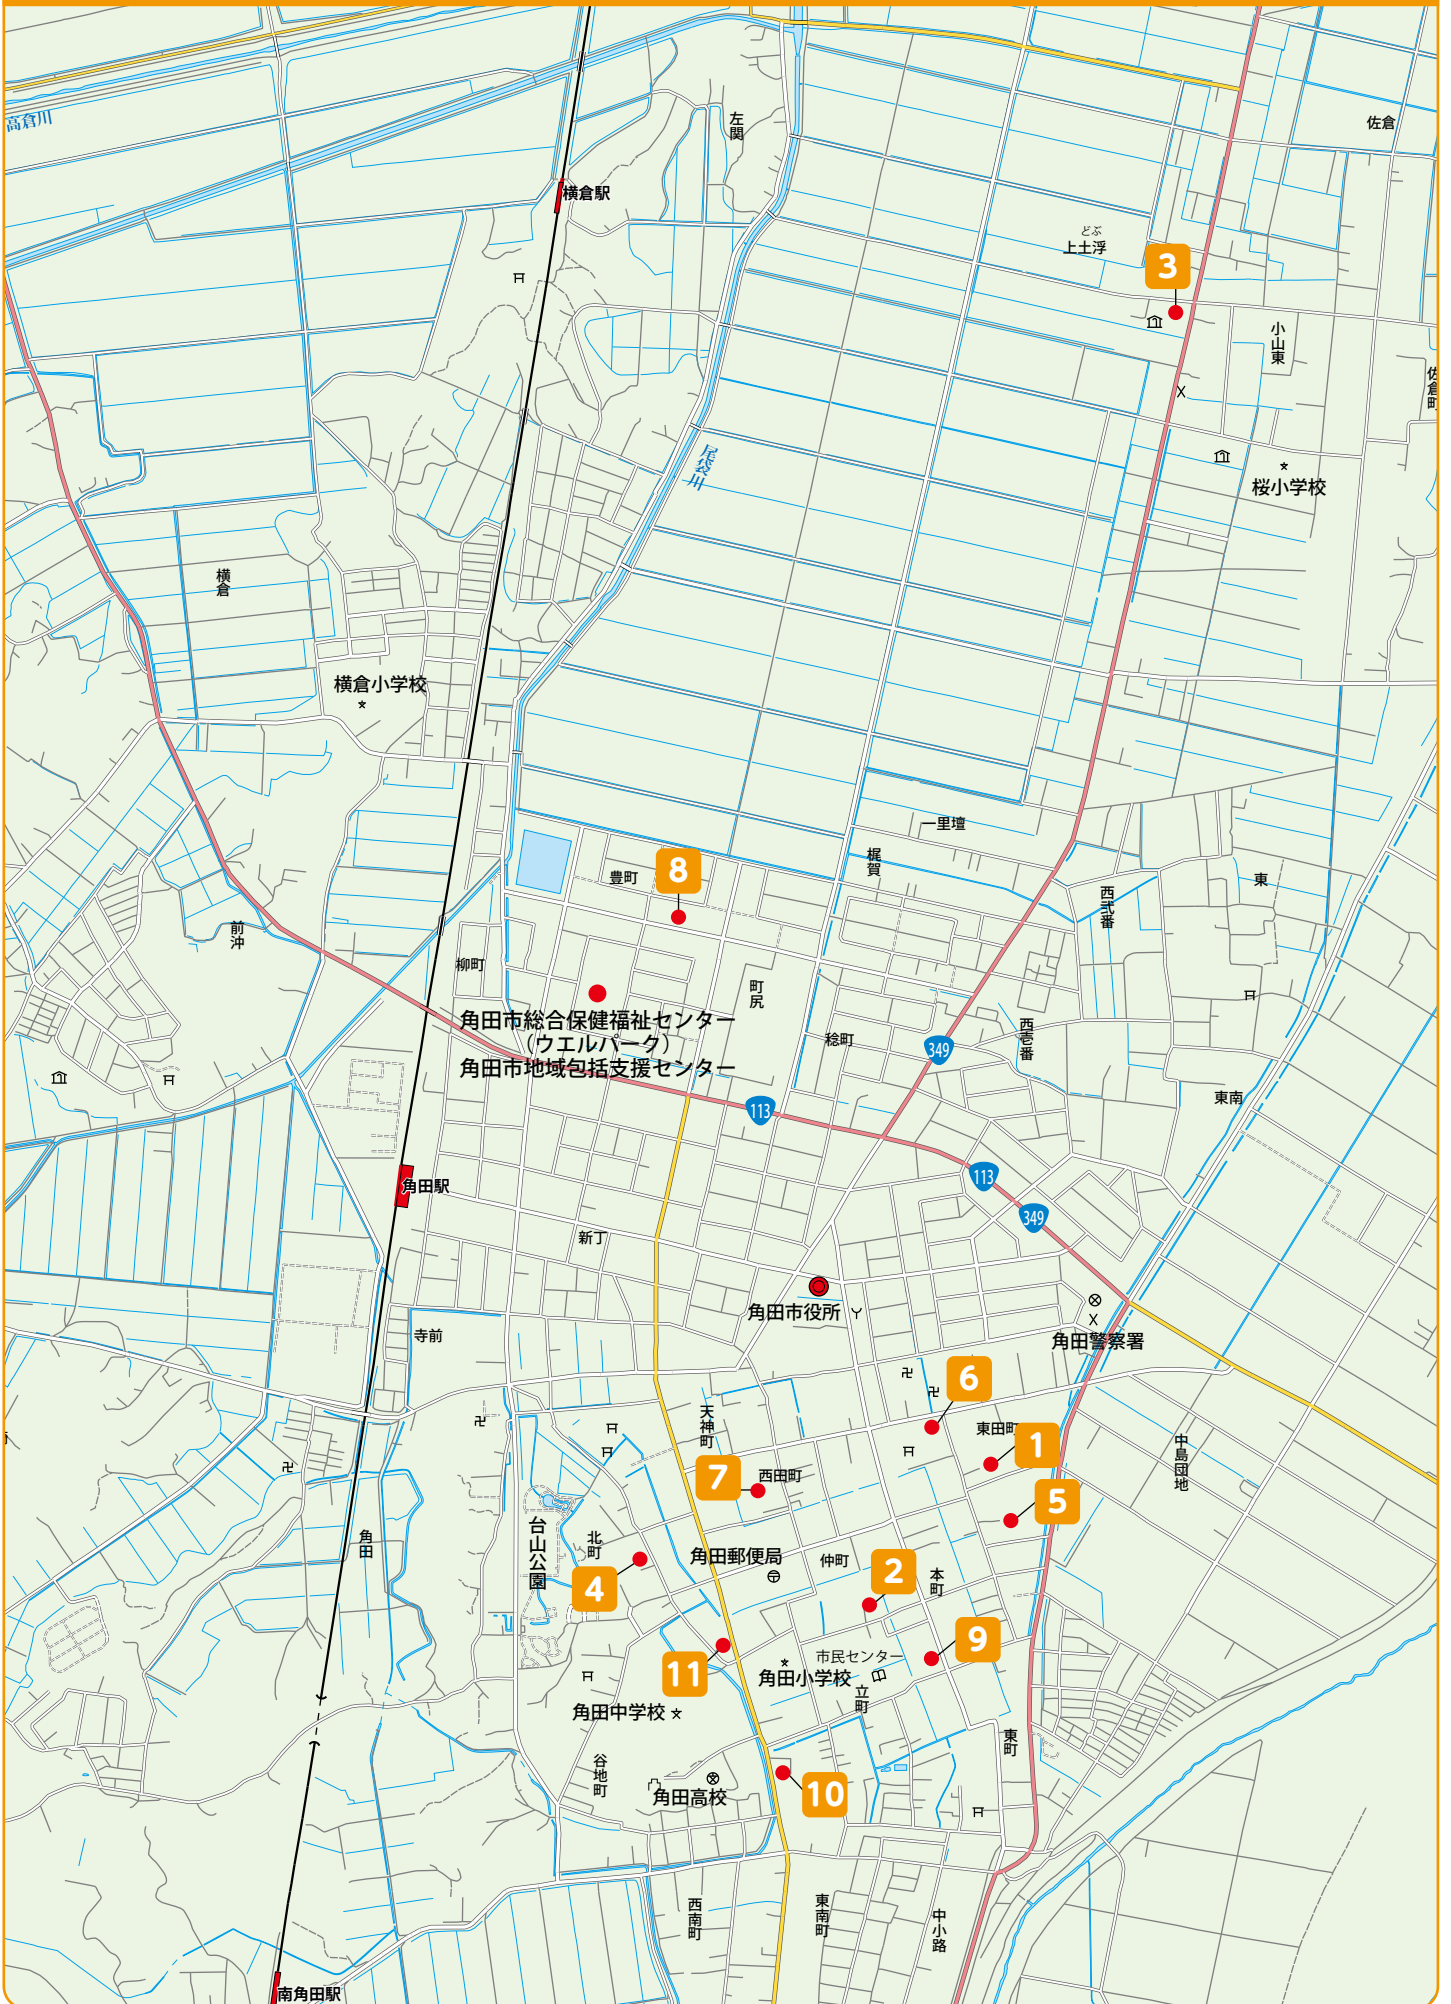 高倉川
左関
佐倉
横倉駅
どぶ
上土浮
3
小山東
佐倉町
尾袋川
桜小学校
横倉
横倉小学校
一里壇
梶賀
8
豊町
東
西弐番
前沖
柳町
町尻
角田市総合保健福祉センター
(ウエルパーク)
角田市地域包括支援センター
稔町
349
西壱番
東南
113
113
349
角田駅
新丁
角田市役所
寺前
角田警察署
6
天神町
東田町
1
中島団地
7
西田町
5
台山公園
北町
角田
角田郵便局
仲町
4
2
本町
9
11
市民センター
角田小学校
立町
角田中学校
東町
谷地町
10
角田高校
西南町
東南町
中小路
南角田駅